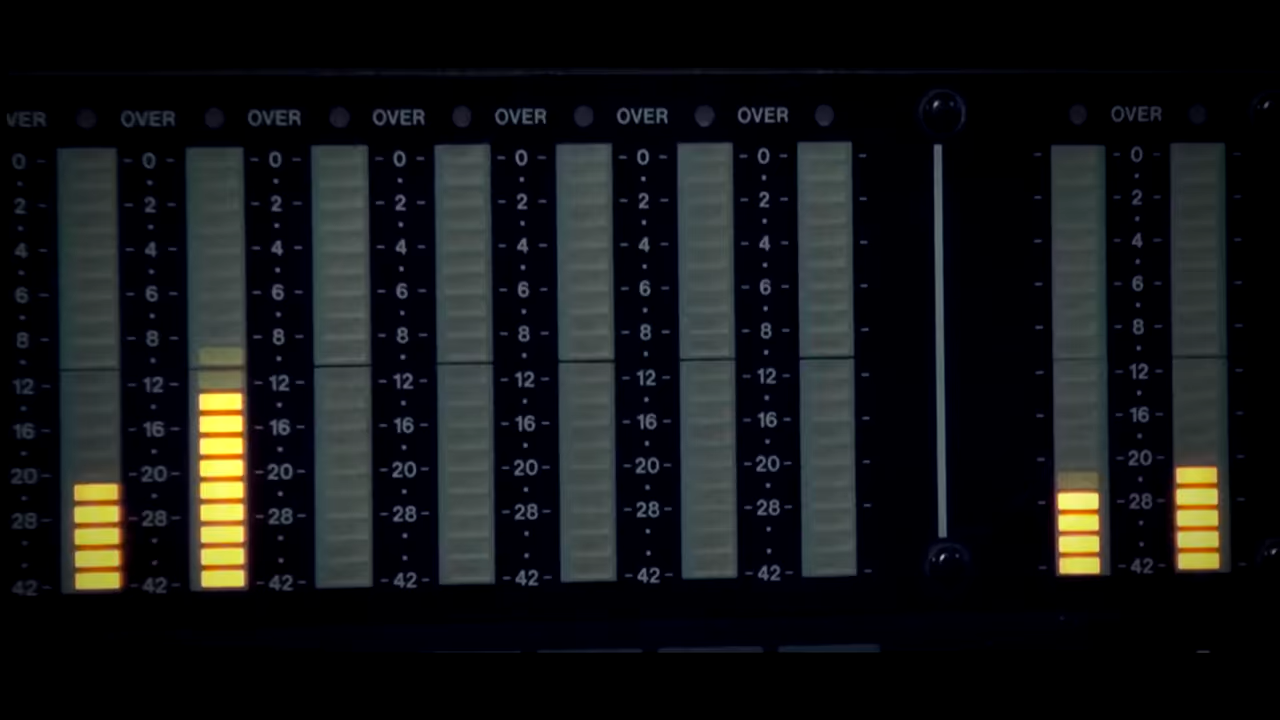 VER OVER OVER OVER OVER OVER OVER OVER
0 0 0 0 0 0 0 0
2 2 2 2 2 2 2 2
4 4 4 4 4 4 4 4
6 6 6 6 6 6 6 6
8 8 8 8 8 8 8 8
12 12 12 12 12 12 12 12
16 16 16 16 16 16 16 16
20 20 20 20 20 20 20 20
28 28 28 28 28 28 28 28
42 42 42 42 42 42 42 42